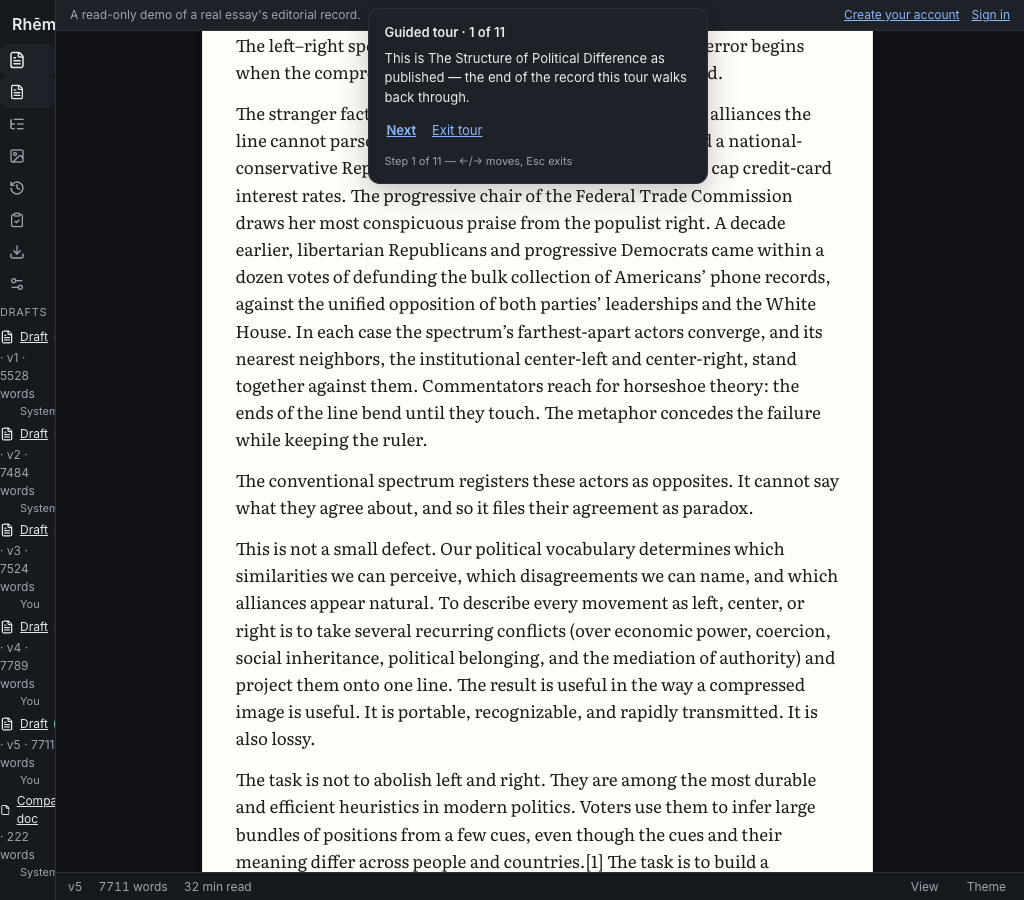 Rhēm
A read-only demo of a real essay's editorial record.
Create your account
Sign in
Guided tour · 1 of 11
This is The Structure of Political Difference as
published — the end of the record this tour walks
back through.
Next Exit tour
Step 1 of 11 — ←/→ moves, Esc exits
DRAFTS
Draft
· v1 ·
5528
words
System
Draft
· v2 ·
7484
words
System
Draft
· v3 ·
7524
words
You
Draft
· v4 ·
7789
words
You
Draft
· v5 · 7711
words
You
Compa
doc
· 222
words
System
The left–right error begins
when the compr d.
The stranger fact alliances the
line cannot parse d a national-
conservative Rep cap credit-card
interest rates. The progressive chair of the Federal Trade Commission
draws her most conspicuous praise from the populist right. A decade
earlier, libertarian Republicans and progressive Democrats came within a
dozen votes of defunding the bulk collection of Americans’ phone records,
against the unified opposition of both parties’ leaderships and the White
House. In each case the spectrum’s farthest-apart actors converge, and its
nearest neighbors, the institutional center-left and center-right, stand
together against them. Commentators reach for horseshoe theory: the
ends of the line bend until they touch. The metaphor concedes the failure
while keeping the ruler.
The conventional spectrum registers these actors as opposites. It cannot say
what they agree about, and so it files their agreement as paradox.
This is not a small defect. Our political vocabulary determines which
similarities we can perceive, which disagreements we can name, and which
alliances appear natural. To describe every movement as left, center, or
right is to take several recurring conflicts (over economic power, coercion,
social inheritance, political belonging, and the mediation of authority) and
project them onto one line. The result is useful in the way a compressed
image is useful. It is portable, recognizable, and rapidly transmitted. It is
also lossy.
The task is not to abolish left and right. They are among the most durable
and efficient heuristics in modern politics. Voters use them to infer large
bundles of positions from a few cues, even though the cues and their
meaning differ across people and countries.[1] The task is to build a
v5 7711 words 32 min read
View Theme